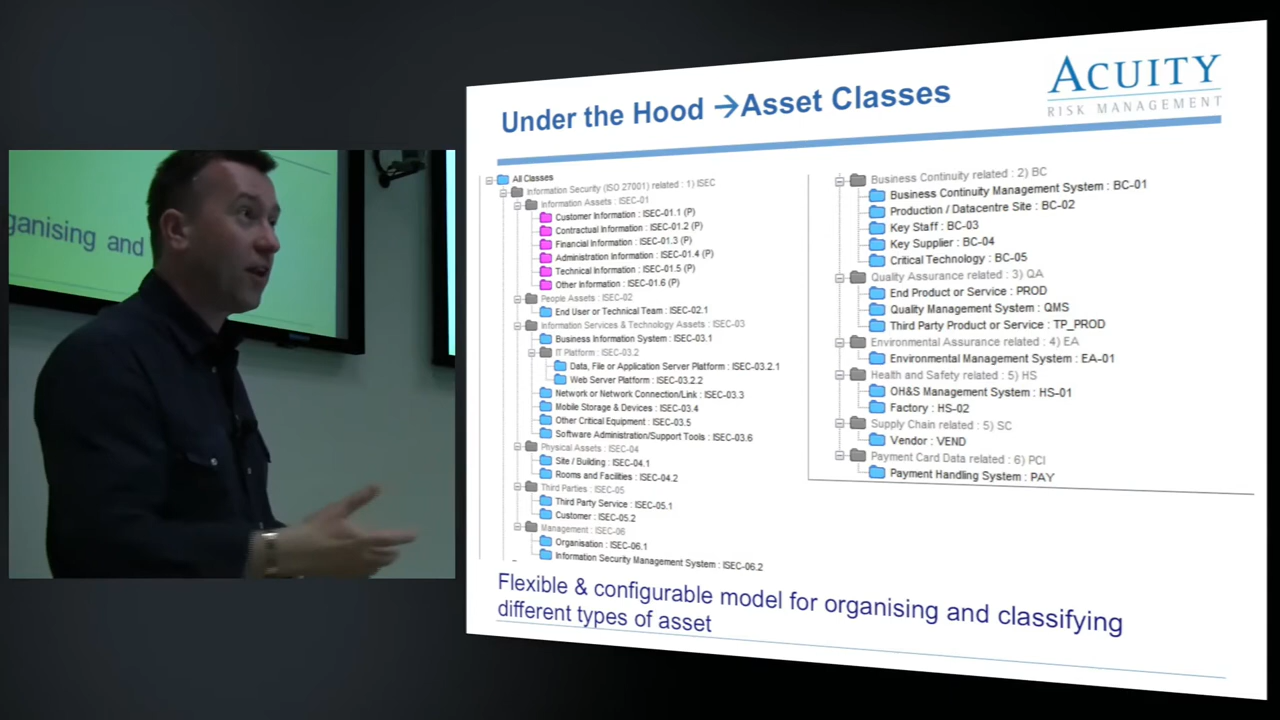 ganising and
Under the Hood →Asset Classes
ACUITY
RISK MANAGEMENT
All Classes
Information Security (ISO 27001) related : 1) ISEC
Information Assets : ISEC-01
Customer Information : ISEC-01.1 (P)
Contractual Information : ISEC-01.2 (P)
Financial Information : ISEC-01.3 (P)
Administration Information : ISEC-01.4 (P)
Technical Information : ISEC-01.5 (P)
Other Information : ISEC-01.6 (P)
People Assets : ISEC-02
End User or Technical Team : ISEC-02.1
Information Services & Technology Assets : ISEC-03
Business Information System : ISEC-03.1
IT Platform : ISEC-03.2
Data, File or Application Server Platform : ISEC-03.2.1
Web Server Platform : ISEC-03.2.2
Network or Network Connection/Link : ISEC-03.3
Mobile Storage & Devices : ISEC-03.4
Other Critical Equipment : ISEC-03.5
Software Administration/Support Tools : ISEC-03.6
Physical Assets : ISEC-04
Site / Building : ISEC-04.1
Rooms and Facilities : ISEC-04.2
Third Parties : ISEC-05
Third Party Service : ISEC-05.1
Customer : ISEC-05.2
Management : ISEC-06
Organisation : ISEC-06.1
Information Security Management System : ISEC-06.2
Business Continuity related : 2) BC
Business Continuity Management System : BC-01
Production / Datacentre Site : BC-02
Key Staff : BC-03
Key Supplier : BC-04
Critical Technology : BC-05
Quality Assurance related : 3) QA
End Product or Service : PROD
Quality Management System : QMS
Third Party Product or Service : TP_PROD
Environmental Assurance related : 4) EA
Environmental Management System : EA-01
Health and Safety related : 5) HS
OH&S Management System : HS-01
Factory : HS-02
Supply Chain related : 5) SC
Vendor : VEND
Payment Card Data related : 6) PCI
Payment Handling System : PAY
Flexible & configurable model for organising and classifying
different types of asset